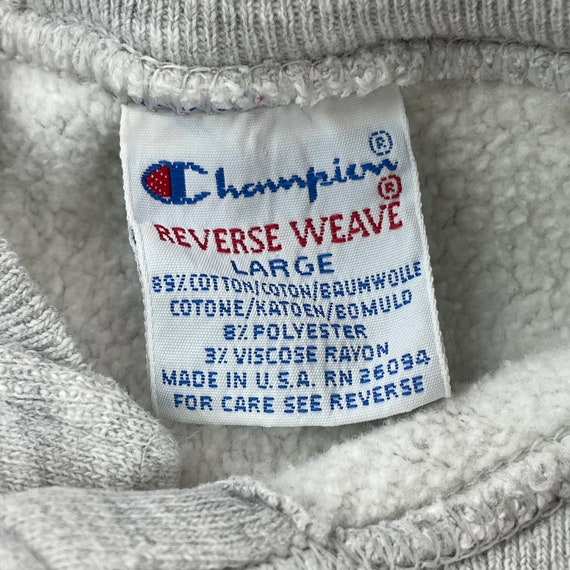 Champion®
REVERSE WEAVE®
LARGE
89% COTTON/COTON/BAUMWOLLE
COTONE/KATOEN/BOMULD
8% POLYESTER
3% VISCOSE RAYON
MADE IN U.S.A. RN 26094
FOR CARE SEE REVERSE